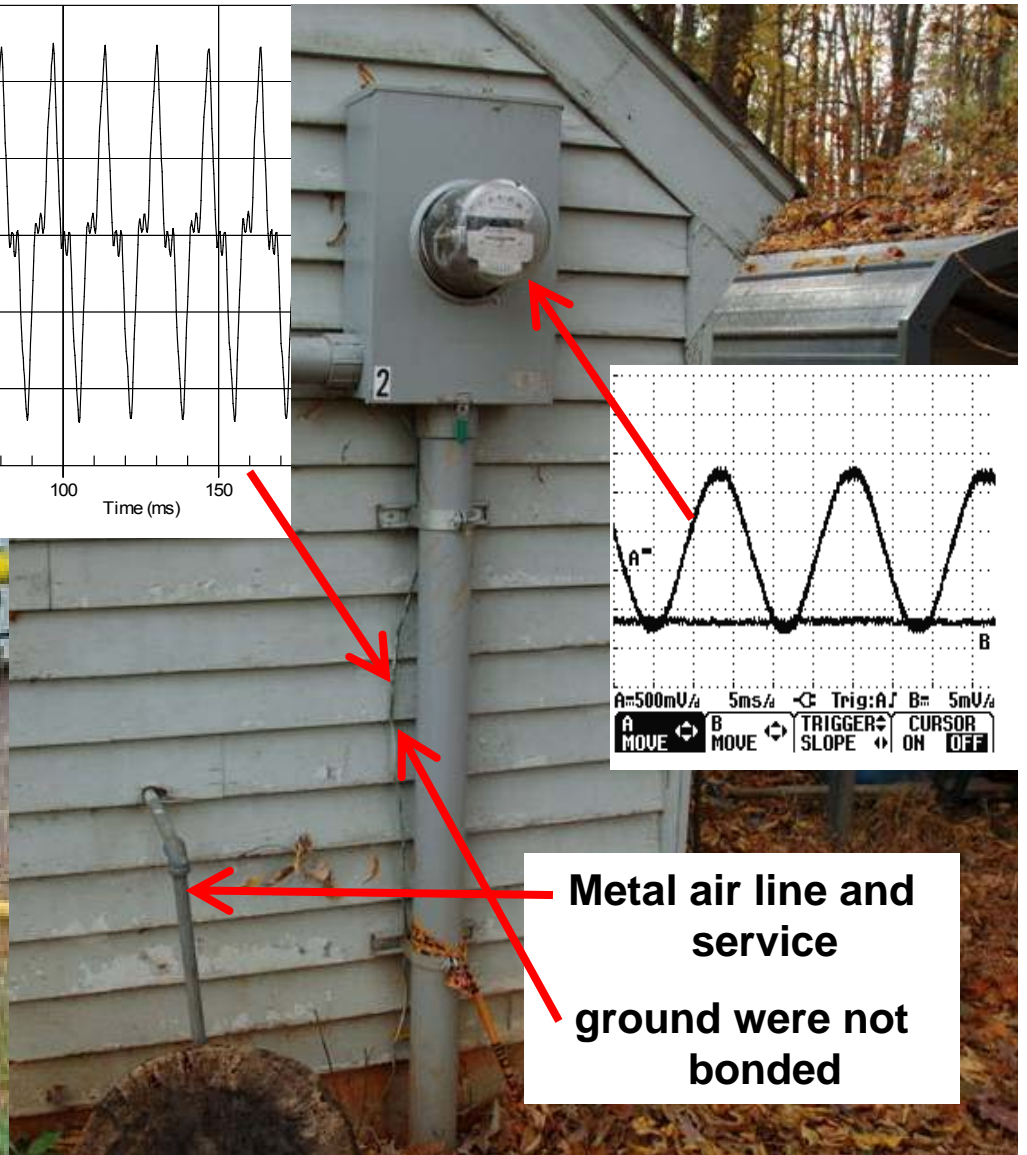 100
150
Time (ms)
2
A
B
A=500mV/d 5ms/d Trig:A B= 5mV/d
A MOVE B MOVE TRIGGER SLOPE CURSOR ON OFF
Metal air line and
service
ground were not
bonded